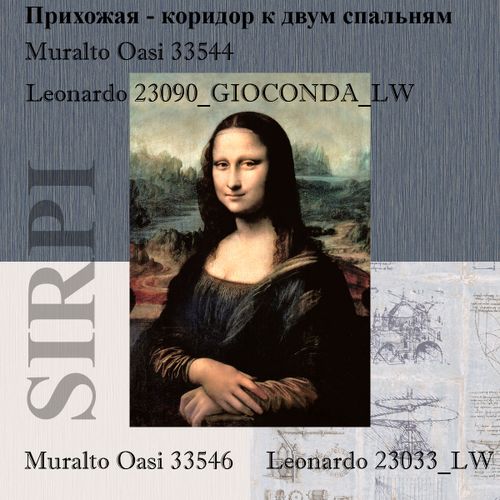 Прихожая - коридор к двум спальням
Muralto Oasi 33544
Leonardo 23090_GIOCONDA_LW
SIRPI
Muralto Oasi 33546
Leonardo 23033_LW